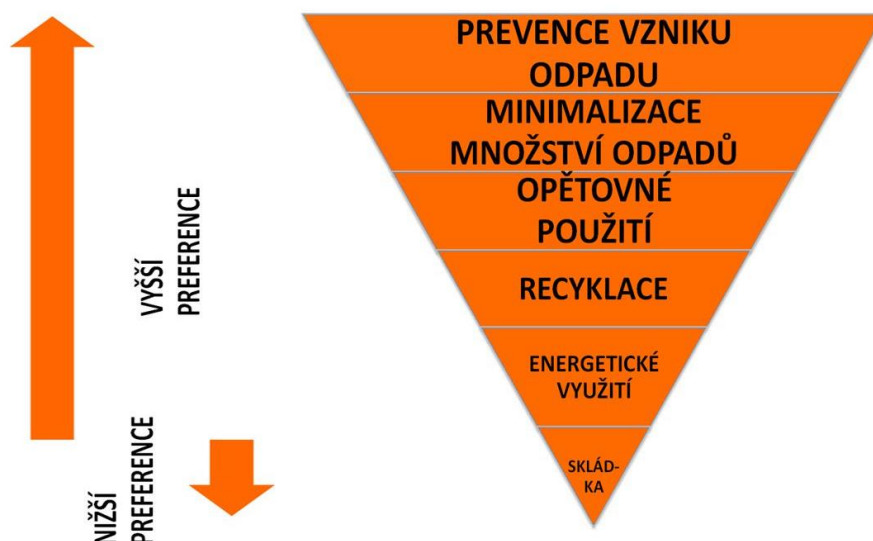 PREVENCE VZNIKU
ODPADU
MINIMALIZACE
MNOŽSTVÍ ODPADŮ
OPĚTOVNÉ
POUŽITÍ
RECYKLACE
ENERGETICKÉ
VYUŽITÍ
SKLÁD-
KA
VYŠŠÍ
PREFERENCE
NIŽŠÍ
PREFERENCE